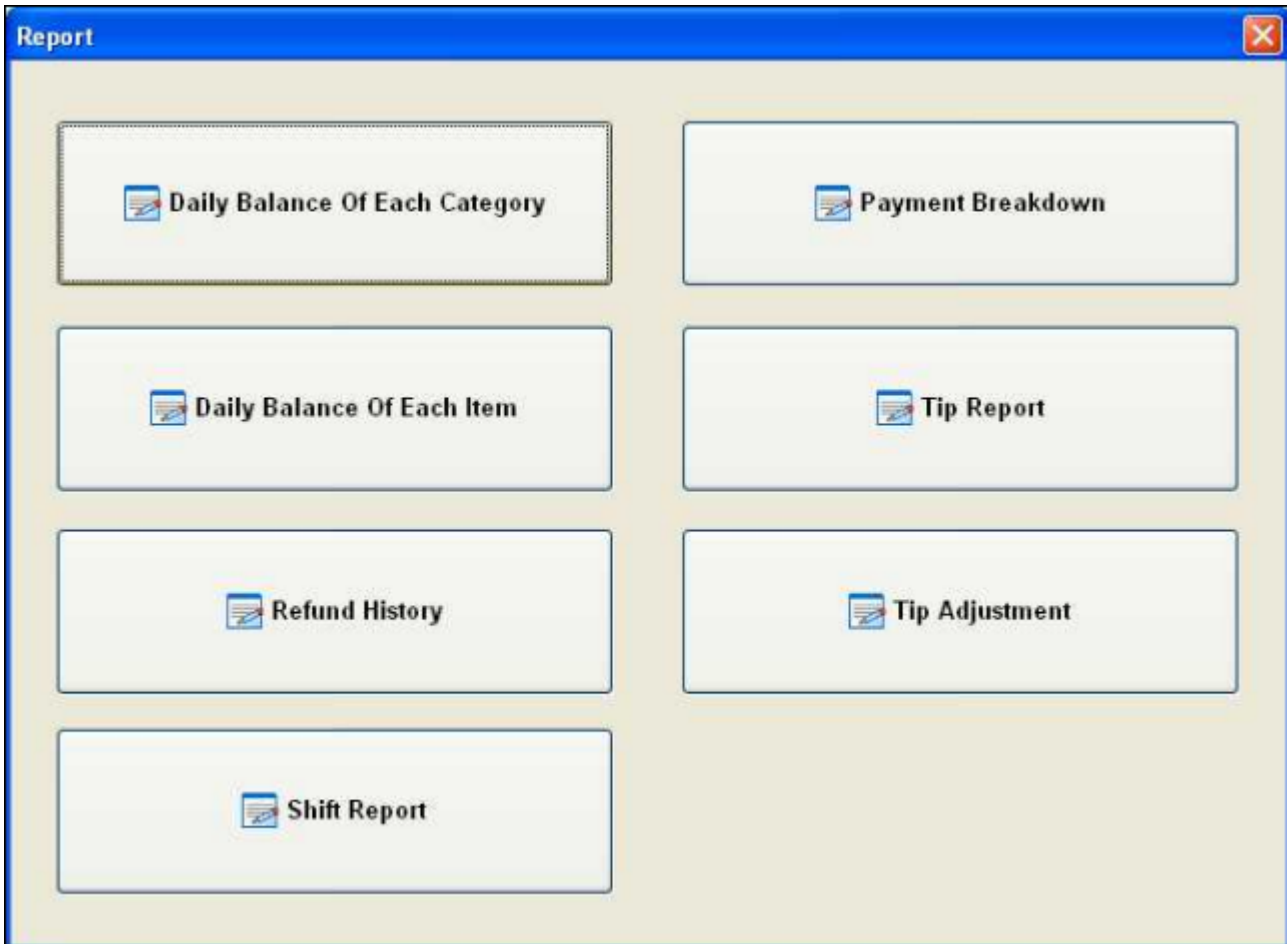 Report
Daily Balance Of Each Category
Payment Breakdown
Daily Balance Of Each Item
Tip Report
Refund History
Tip Adjustment
Shift Report